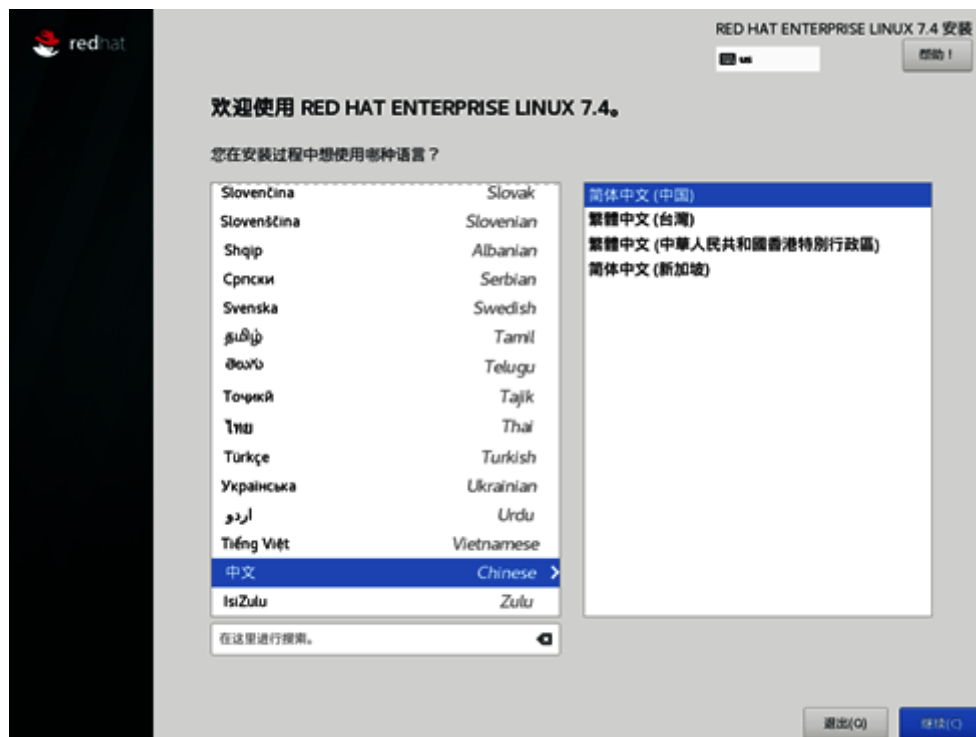 redhat
RED HAT ENTERPRISE LINUX 7.4 安装
us
帮助！
欢迎使用 RED HAT ENTERPRISE LINUX 7.4。
您在安装过程中想使用哪种语言？
Slovenčina Slovak
Slovenščina Slovenian
Shqip Albanian
Српски Serbian
Svenska Swedish
தமிழ் Tamil
తెలుగు Telugu
Тоҷикӣ Tajik
ไทย Thai
Türkçe Turkish
Українська Ukrainian
اردو Urdu
Tiếng Việt Vietnamese
中文 Chinese
IsiZulu Zulu
在这里进行搜索。
简体中文 (中国)
繁體中文 (台灣)
繁體中文 (中華人民共和國香港特別行政區)
简体中文 (新加坡)
退出(Q)
继续(C)